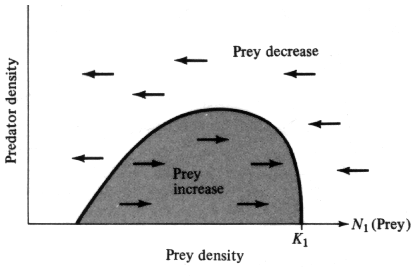 Prey decrease
Predator density
Prey
increase
K₁
N₁ (Prey)
Prey density